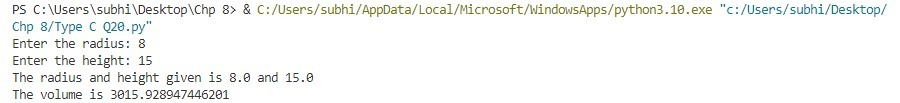 PS C:\Users\subhi\Desktop\Chp 8> & C:/Users/subhi/AppData/Local/Microsoft/WindowsApps/python3.10.exe "c:/Users/subhi/Desktop/
Chp 8/Type C Q20.py"
Enter the radius: 8
Enter the height: 15
The radius and height given is 8.0 and 15.0
The volume is 3015.928947446201